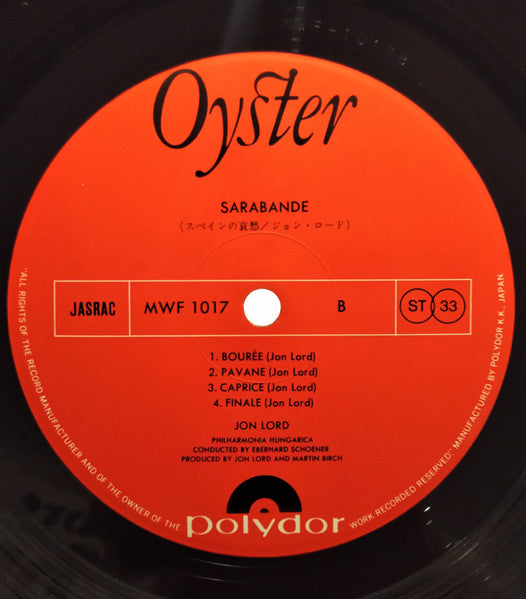 MWF-1017
Oyster
SARABANDE
(スペインの哀愁/ジョン・ロード)
JASRAC
MWF 1017
B
ST 33
1. BOURÉE (Jon Lord)
2. PAVANE (Jon Lord)
3. CAPRICE (Jon Lord)
4. FINALE (Jon Lord)
JON LORD
PHILHARMONIA HUNGARICA
CONDUCTED BY EBERHARD SCHOENER
PRODUCED BY JON LORD AND MARTIN BIRCH
polydor
"ALL RIGHTS OF THE RECORD MANUFACTURER AND OF THE OWNER OF THE WORK RECORDED RESERVED" MANUFACTURED BY POLYDOR K.K., JAPAN.